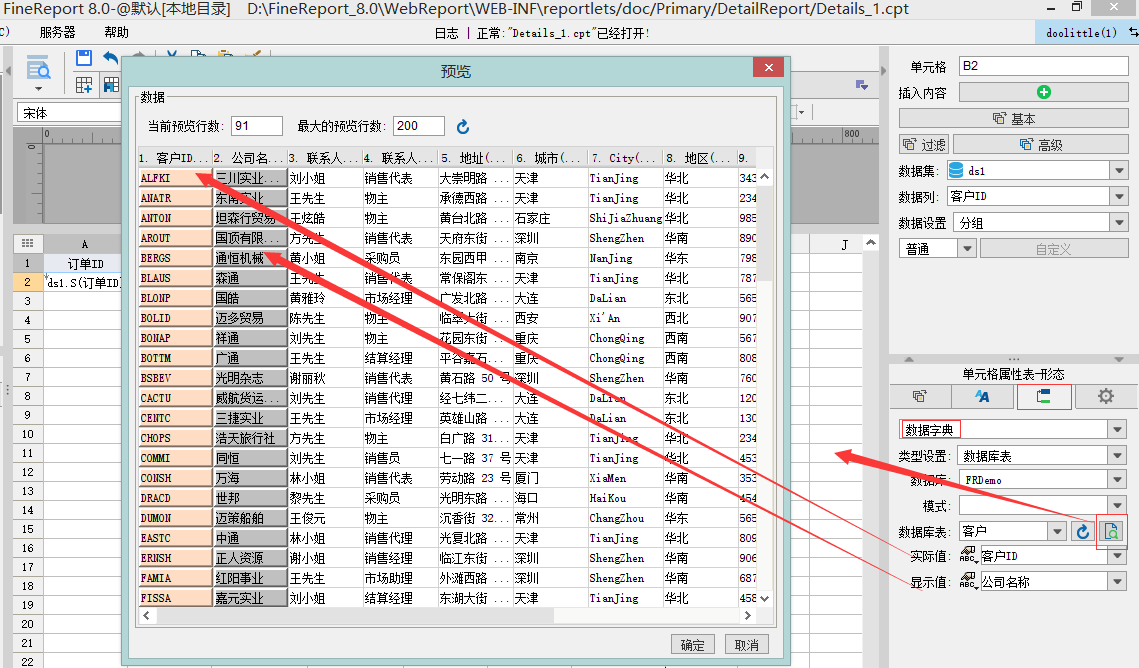 FineReport 8.0-@默认[本地目录] D:\FineReport_8.0\WebReport\WEB-INF\reportlets/doc/Primary/DetailReport/Details_1.cpt
服务器 帮助
日志 | 正常:"Details_1.cpt"已经打开!
doolittle(1)
宋体
0
800
A
J
1 订单ID
2 ds1.S(订单ID
3
4
5
6
7
8
9
10
11
12
13
14
15
16
17
18
19
20
21
22
预览
数据
当前预览行数: 91 最大的预览行数: 200
1. 客户ID... 2. 公司名... 3. 联系人... 4. 联系人... 5. 地址(... 6. 城市(... 7. City(... 8. 地区(... 9.
ALFKI 三川实业... 刘小姐 销售代表 大崇明路 ... 天津 TianJing 华北 343
ANATR 东南实业 王先生 物主 承德西路 ... 天津 TianJing 华北 234
ANTON 坦森行贸易 王炫皓 物主 黄台北路 ... 石家庄 ShiJiaZhuang 华北 985
AROUT 国顶有限... 方先生 销售代表 天府东街 ... 深圳 ShengZhen 华南 890
BERGS 通恒机械 黄小姐 采购员 东园西甲 ... 南京 NanJing 华东 798
BLAUS 森通 王先生 销售代表 常保阁东 ... 天津 TianJing 华北 787
BLONP 国皓 黄雅玲 市场经理 广发北路 ... 大连 DaLian 东北 565
BOLID 迈多贸易 陈先生 物主 临翠大街 ... 西安 Xi'An 西北 907
BONAP 祥通 刘先生 物主 花园东街 ... 重庆 ChongQing 西南 567
BOTTM 广通 王先生 结算经理 平谷嘉石... 重庆 ChongQing 西南 808
BSBEV 光明杂志 谢丽秋 销售代表 黄石路 50 号 深圳 ShengZhen 华南 760
CACTU 威航货运... 刘先生 销售代理 经七纬二... 大连 DaLian 东北 120
CENTC 三捷实业 王先生 市场经理 英雄山路 ... 大连 DaLian 东北 130
CHOPS 浩天旅行社 方先生 物主 白广路 31... 天津 TianJing 华北 234
COMMI 同恒 刘先生 销售员 七一路 37 号 天津 TianJing 华北 453
CONSH 万海 林小姐 销售代表 劳动路 23 号 厦门 XiaMen 华南 353
DRACD 世邦 黎先生 采购员 光明东路 ... 海口 HaiKou 华南 454
DUMON 迈策船舶 王俊元 物主 沉香街 32... 常州 ChangZhou 华东 565
EASTC 中通 林小姐 销售代理 光复北路 ... 天津 TianJing 华北 809
ERNSH 正人资源 谢小姐 销售经理 临江东街 ... 深圳 ShengZhen 华南 906
FAMIA 红阳事业 王先生 市场助理 外滩西路 ... 深圳 ShengZhen 华南 687
FISSA 嘉元实业 刘小姐 结算经理 东湖大街 ... 天津 TianJing 华北 458
确定 取消
单元格 B2
插入内容
基本
过滤 高级
数据集: ds1
数据列: 客户ID
数据设置 分组
普通 自定义
单元格属性表-形态
数据字典
类型设置: 数据库表
数据库: FRDemo
模式:
数据库表: 客户
实际值: ABC 客户ID
显示值: ABC 公司名称